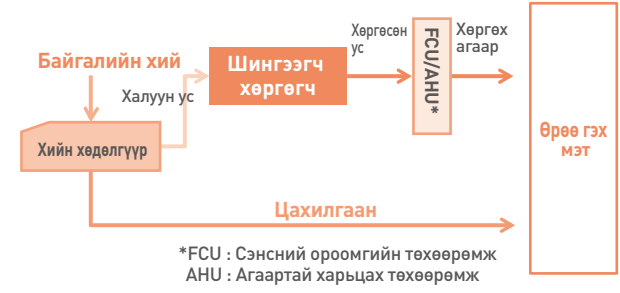 Байгалийн хий
Халуун ус
Хийн хөдөлгүүр
Шингээгч
хөргөгч
Хөргөсөн
ус
FCU/AHU*
Хөргөх
агаар
Өрөө гэх
мэт
Цахилгаан
*FCU : Сэнсний ороомгийн төхөөрөмж
AHU : Агаартай харьцах төхөөрөмж